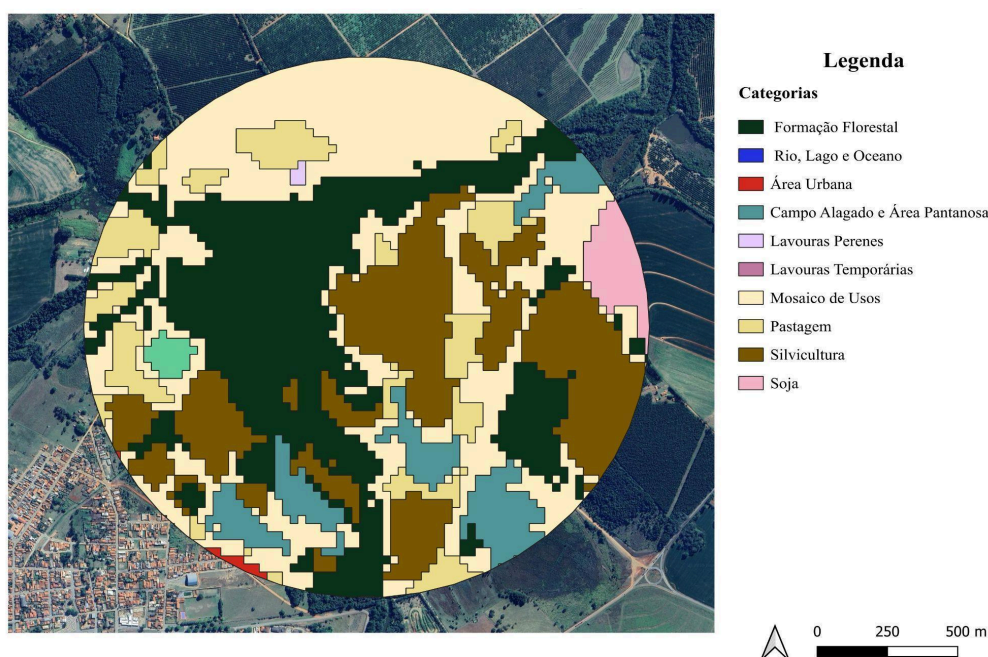 Legenda
Categorias
Formação Florestal
Rio, Lago e Oceano
Área Urbana
Campo Alagado e Área Pantanosa
Lavouras Perenes
Lavouras Temporárias
Mosaico de Usos
Pastagem
Silvicultura
Soja
0 250 500 m